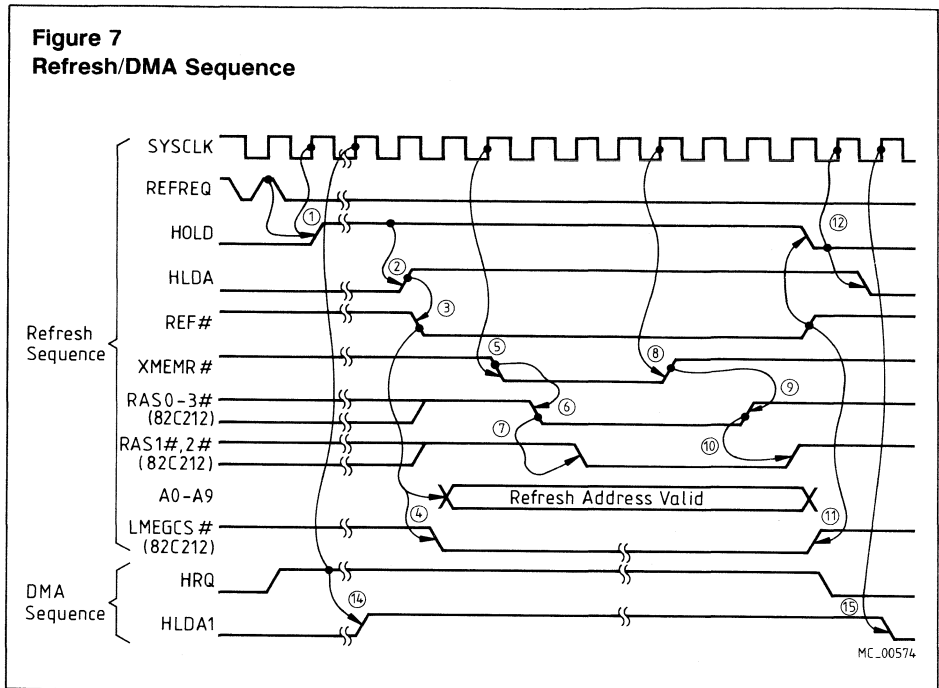 Figure 7
Refresh/DMA Sequence
SYSCLK
REFREQ
HOLD
①
⑫
HLDA
②
REF#
③
Refresh
Sequence
XMEMR#
⑤
⑧
RAS0-3#
(82C212)
⑥
⑨
⑦
⑩
RAS1#,2#
(82C212)
A0-A9
Refresh Address Valid
④
⑪
LMEGCS#
(82C212)
DMA
Sequence
HRQ
⑭
⑮
HLDA1
MC_00574